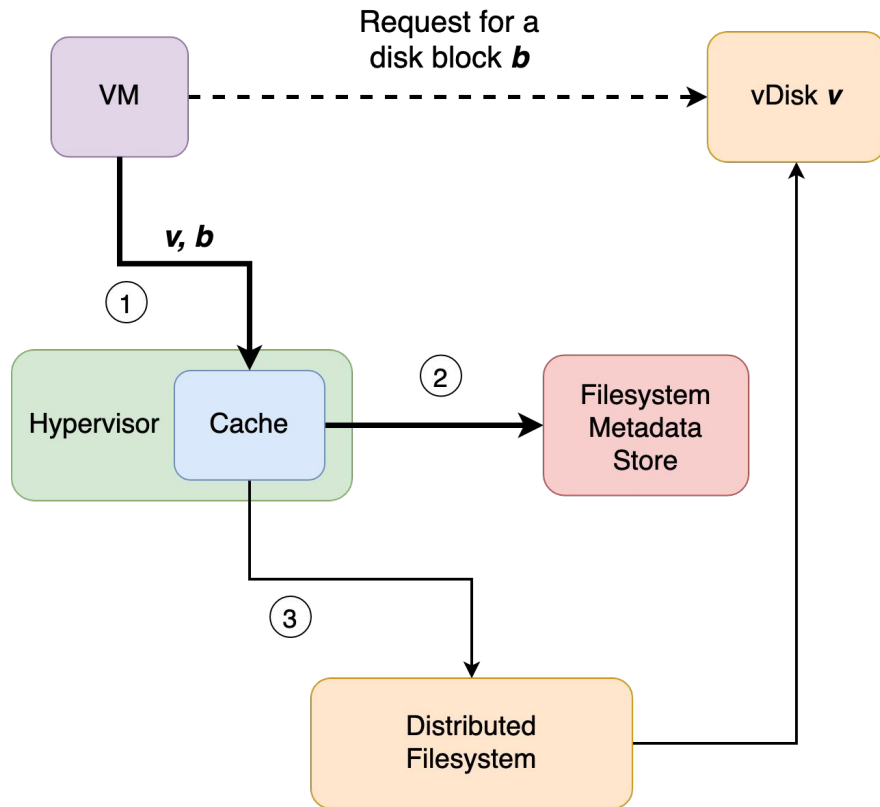 Request for a
disk block b
VM
vDisk v
v, b
1
2
Hypervisor
Cache
Filesystem
Metadata
Store
3
Distributed
Filesystem